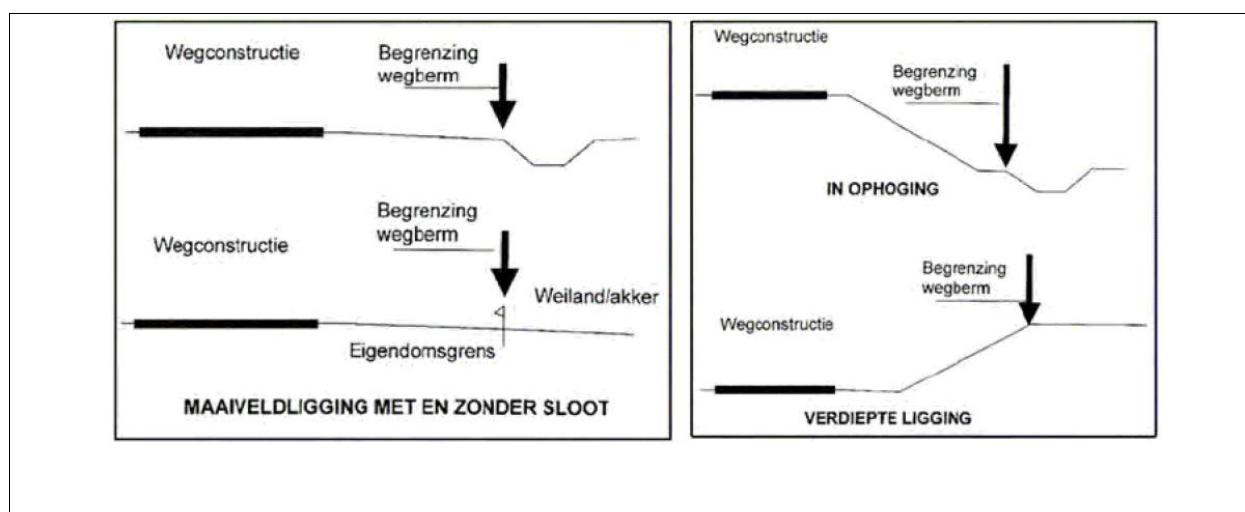 Wegconstructie
Begrenzing
wegberm
Wegconstructie
Begrenzing
wegberm
Weiland/akker
Eigendomsgrens
MAAIVELDLIGGING MET EN ZONDER SLOOT
Wegconstructie
Begrenzing
wegberm
IN OPHOGING
Begrenzing
wegberm
Wegconstructie
VERDIEPTE LIGGING